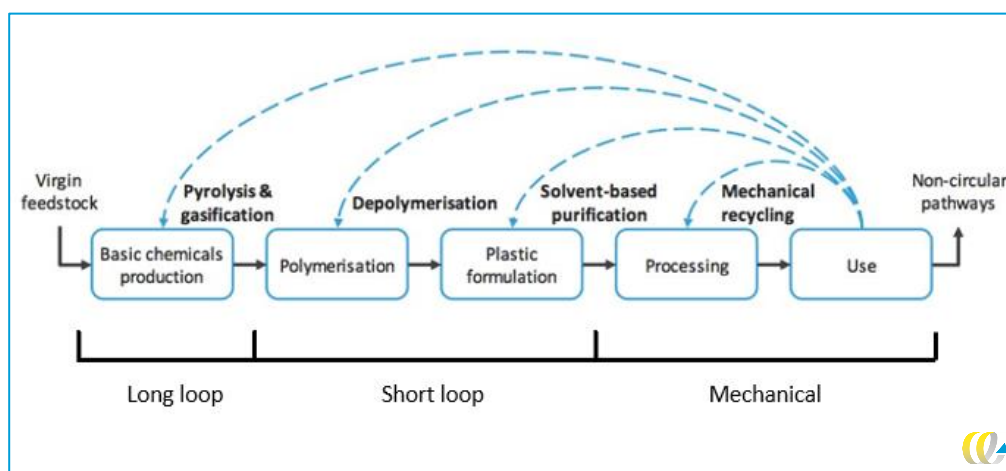 Virgin
feedstock
Pyrolysis &
gasification
Depolymerisation
Solvent-based
purification
Mechanical
recycling
Non-circular
pathways
Basic chemicals
production
Polymerisation
Plastic
formulation
Processing
Use
Long loop
Short loop
Mechanical